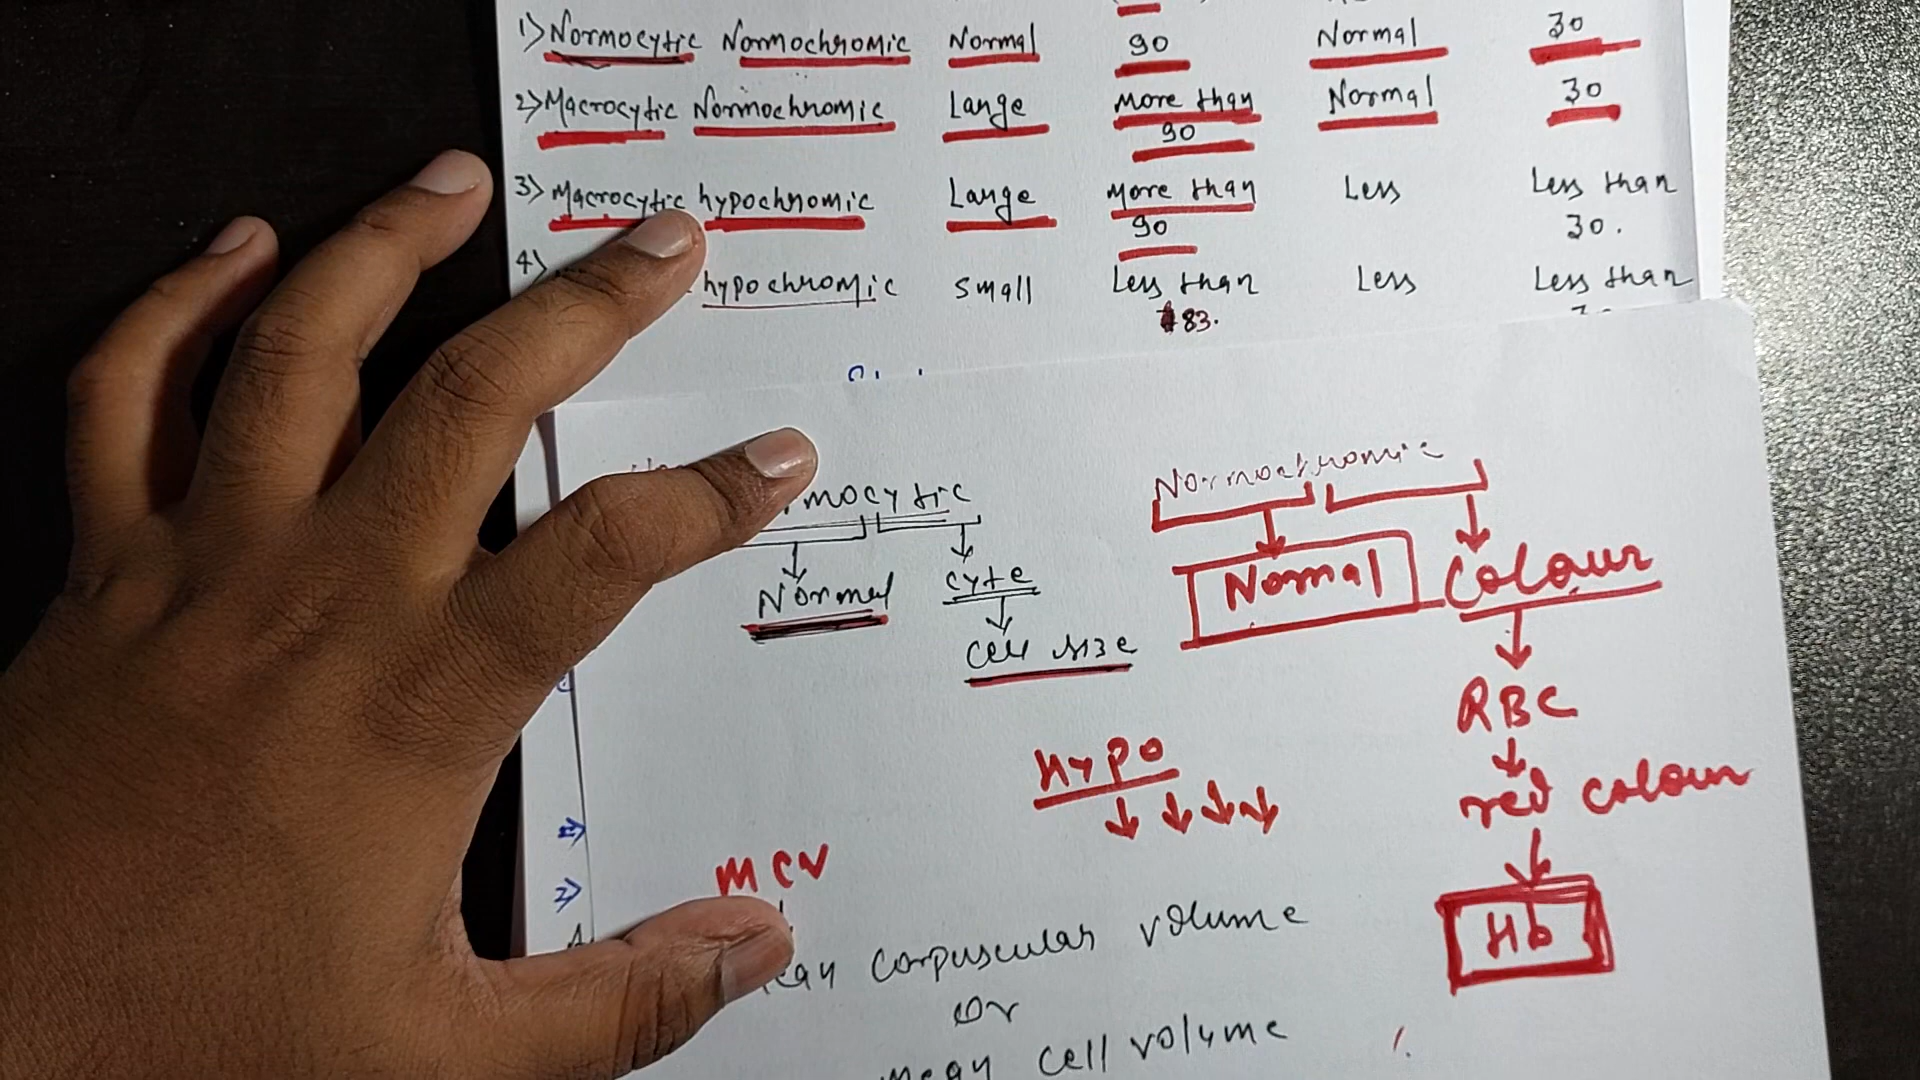 1) Normocytic Normochromic Normal 90 Normal 30
2) Macrocytic Normochromic Large More than 90 Normal 30
3) Macrocytic hypochromic Large More than 90 Less Less than 30.
4) hypochromic small Less than 83. Less Less than
mocytic
Normochromic
Normal
cyte
Normal
Colour
Cell size
RBC
Hypo
red colour
MCV
Hb
corpuscular volume
or
mean cell volume
2)